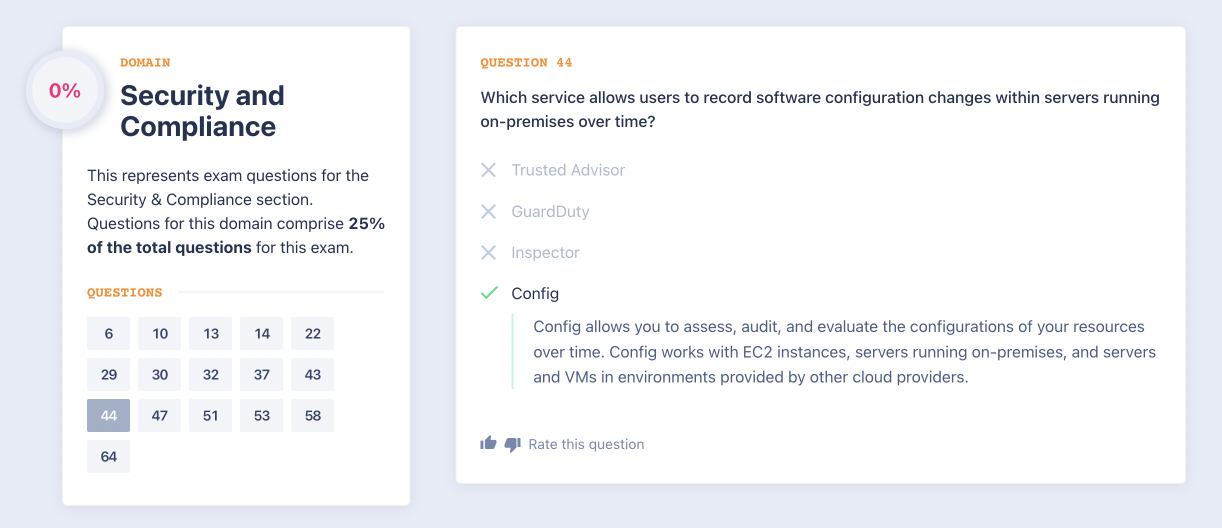 0%
DOMAIN
Security and
Compliance
This represents exam questions for the
Security & Compliance section.
Questions for this domain comprise 25%
of the total questions for this exam.
QUESTIONS
6 10 13 14 22
29 30 32 37 43
44 47 51 53 58
64
QUESTION 44
Which service allows users to record software configuration changes within servers running
on-premises over time?
Trusted Advisor
GuardDuty
Inspector
Config
Config allows you to assess, audit, and evaluate the configurations of your resources
over time. Config works with EC2 instances, servers running on-premises, and servers
and VMs in environments provided by other cloud providers.
Rate this question